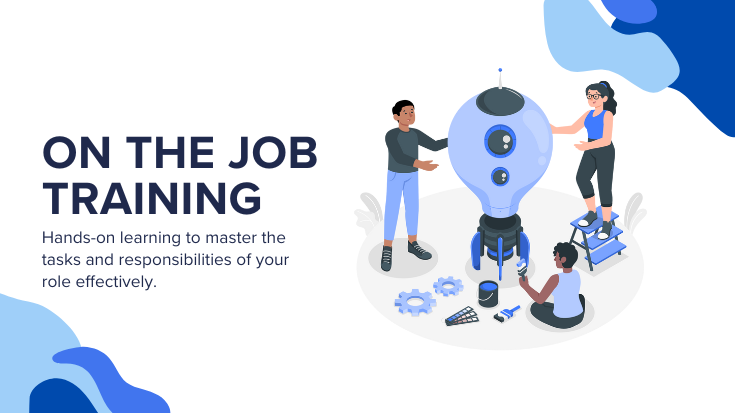 ON THE JOB
TRAINING
Hands-on learning to master the
tasks and responsibilities of your
role effectively.